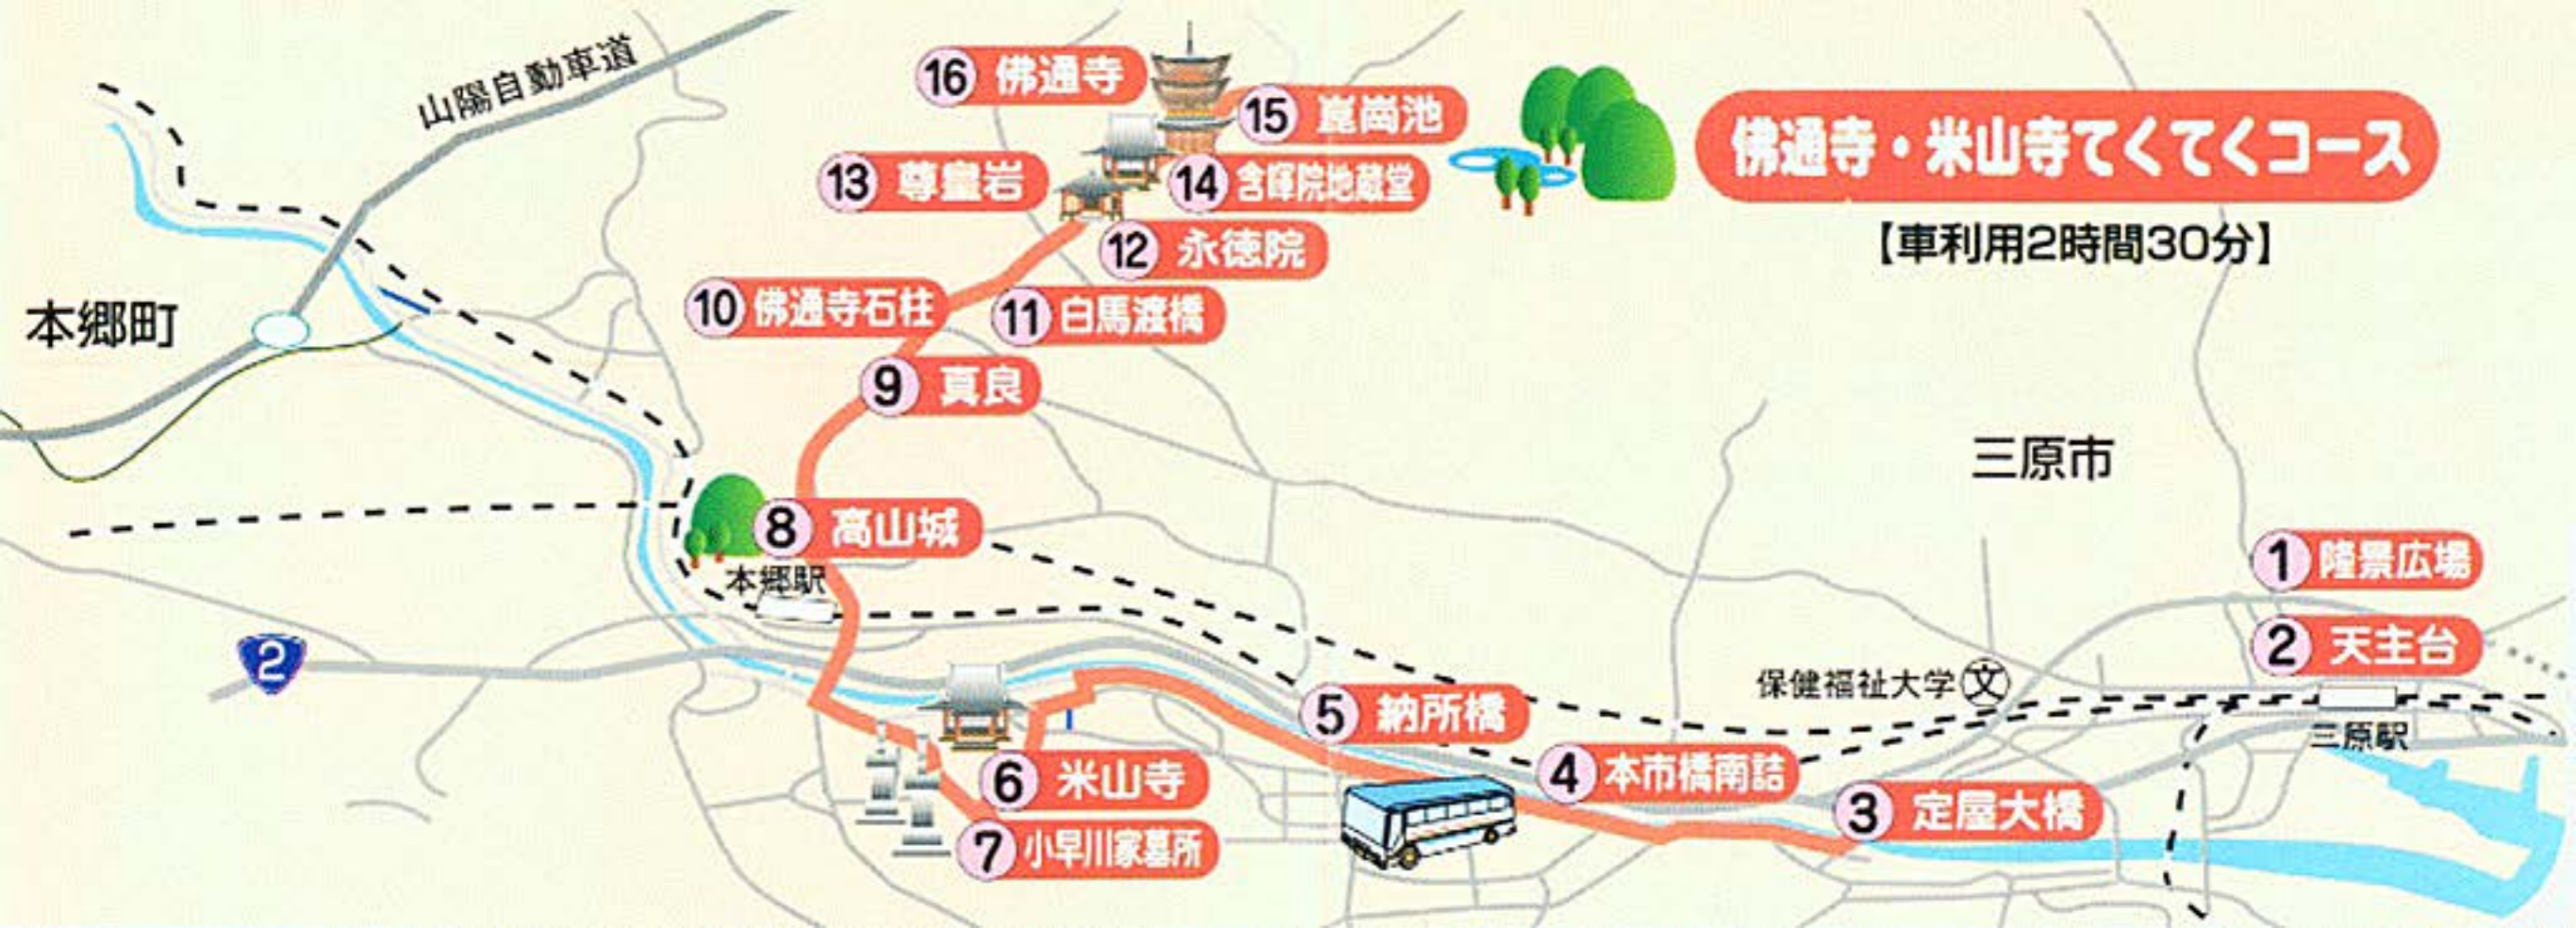 山陽自動車道
16 佛通寺
15 嵩崗池
佛通寺・米山寺てくてくコース
【車利用2時間30分】
13 尊皇岩
14 含暉院地蔵堂
12 永徳院
本郷町
10 佛通寺石柱
11 白馬渡橋
9 真良
三原市
8 高山城
本郷駅
1 隆景広場
2 天主台
2
保健福祉大学 文
三原駅
5 納所橋
4 本市橋南詰
3 定屋大橋
6 米山寺
7 小早川家墓所